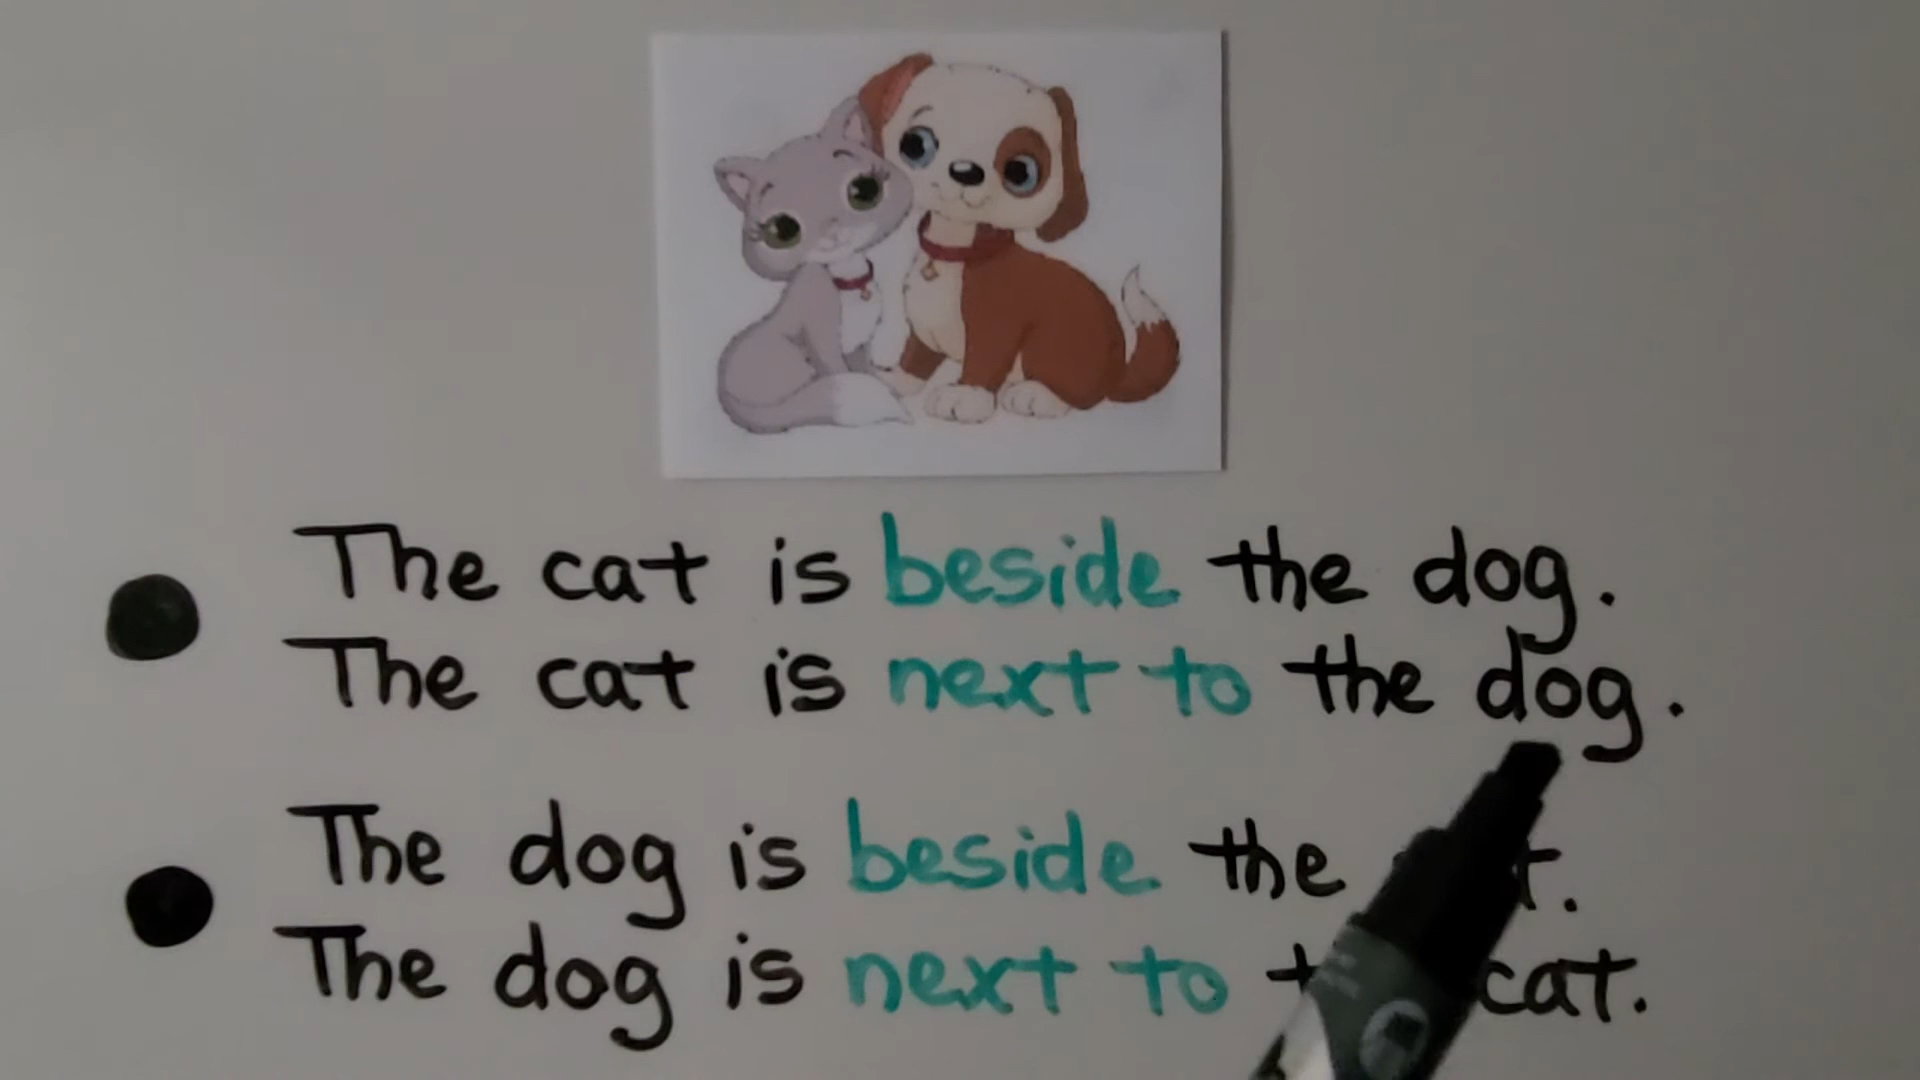 The cat is beside the dog.
The cat is next to the dog.
The dog is beside the
The dog is next to cat.